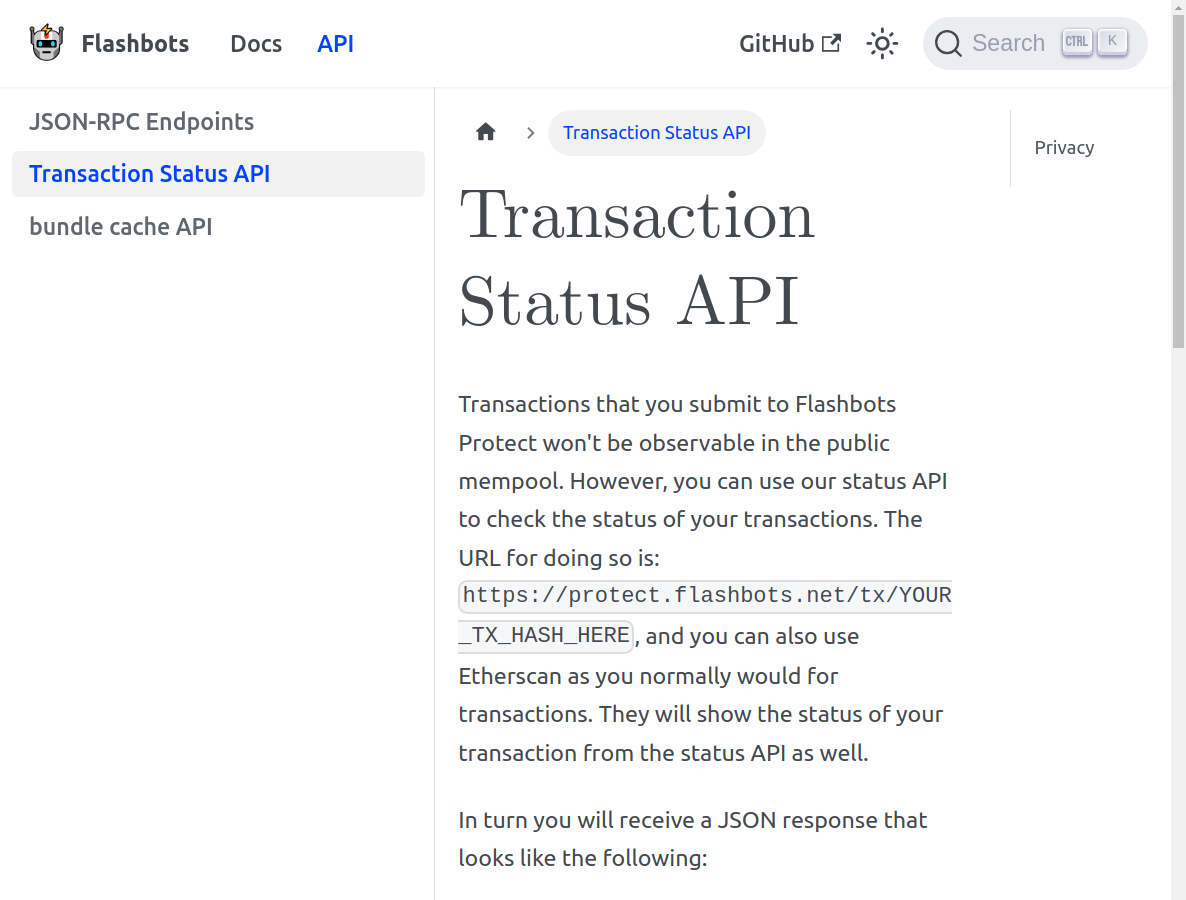 Flashbots
Docs
API
GitHub
Search
CTRL
K
JSON-RPC Endpoints
Transaction Status API
bundle cache API
Transaction Status API
Privacy
Transaction
Status API
Transactions that you submit to Flashbots
Protect won't be observable in the public
mempool. However, you can use our status API
to check the status of your transactions. The
URL for doing so is:
https://protect.flashbots.net/tx/YOUR
_TX_HASH_HERE, and you can also use
Etherscan as you normally would for
transactions. They will show the status of your
transaction from the status API as well.
In turn you will receive a JSON response that
looks like the following: